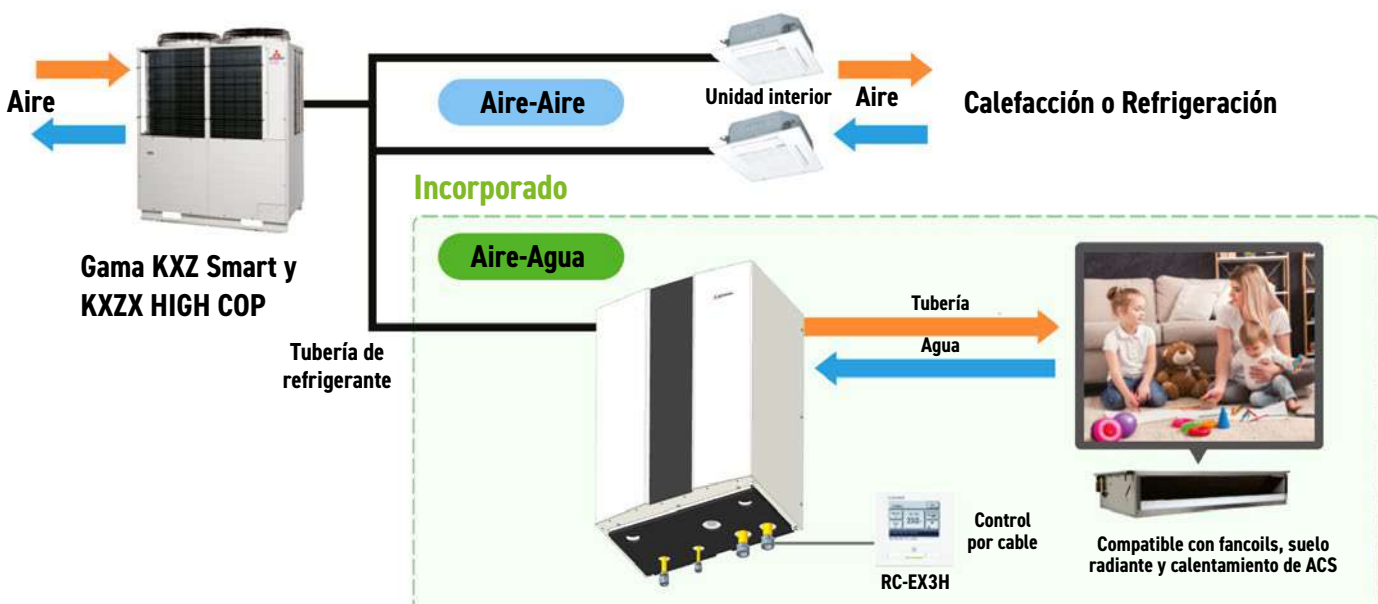 Aire
Aire-Aire
Unidad interior
Aire
Calefacción o Refrigeración
Incorporado
Gama KXZ Smart y
KXZX HIGH COP
Aire-Agua
Tubería de
refrigerante
Tubería
Agua
Control
por cable
RC-EX3H
Compatible con fancoils, suelo
radiante y calentamiento de ACS